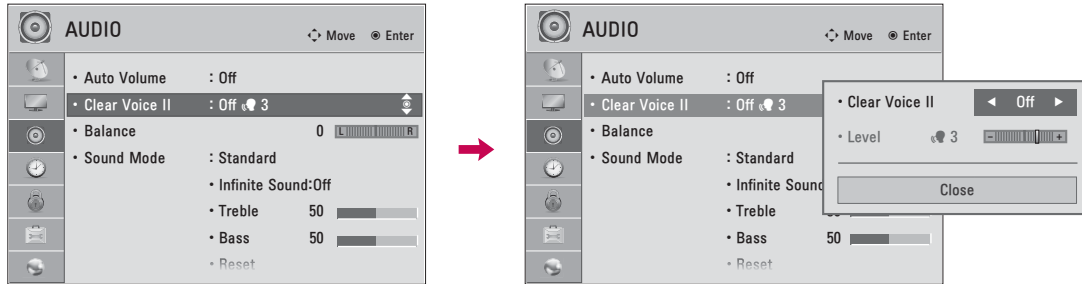 AUDIO
Move Enter
• Auto Volume : Off
• Clear Voice II : Off 3
• Balance 0 L R
• Sound Mode : Standard
• Infinite Sound:Off
• Treble 50
• Bass 50
• Reset
AUDIO
Move Enter
• Auto Volume : Off
• Clear Voice II : Off 3
• Balance
• Sound Mode : Standard
• Infinite Sound
• Treble
• Bass 50
• Reset
• Clear Voice II ◄ Off ►
• Level 3 - +
Close